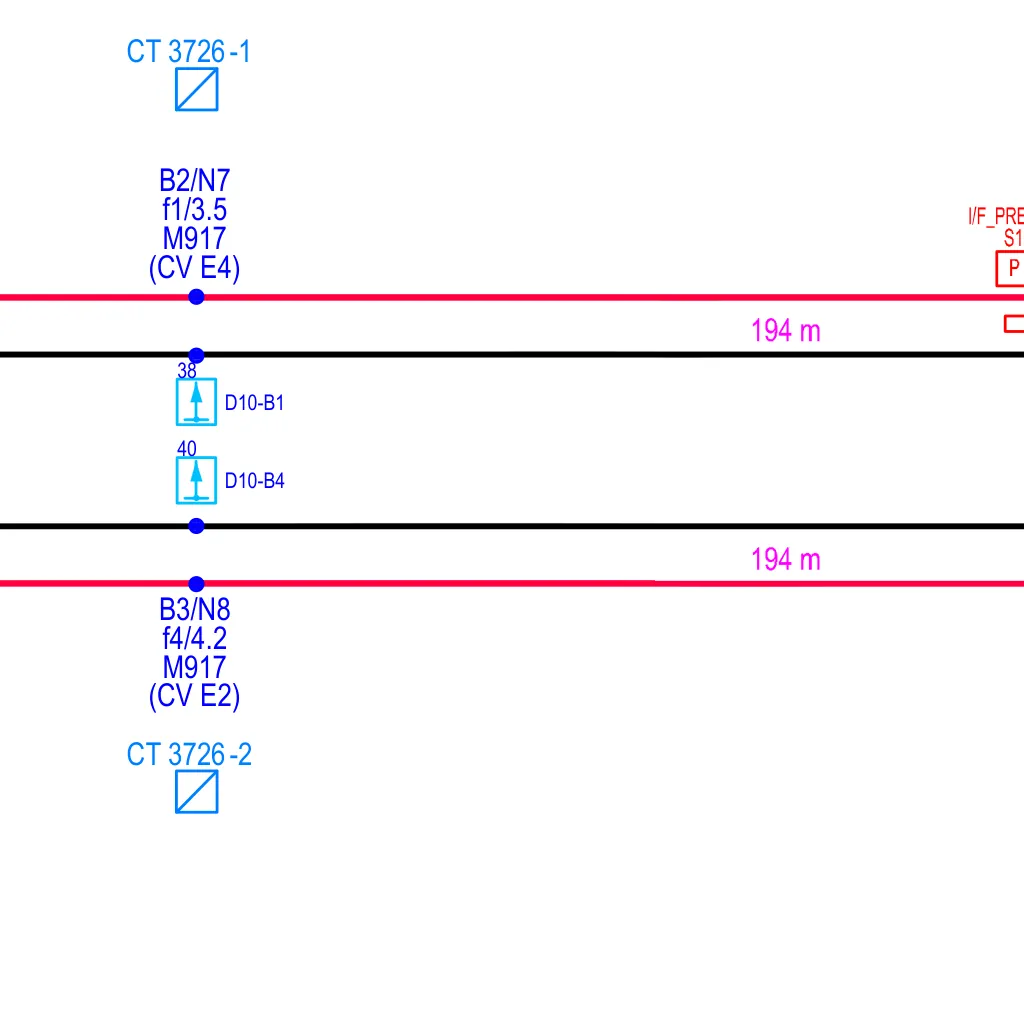 CT 3726-1
B2/N7
f1/3.5
M917
(CV E4)
I/F_PRE
S1
P
194 m
38
D10-B1
40
D10-B4
194 m
B3/N8
f4/4.2
M917
(CV E2)
CT 3726-2